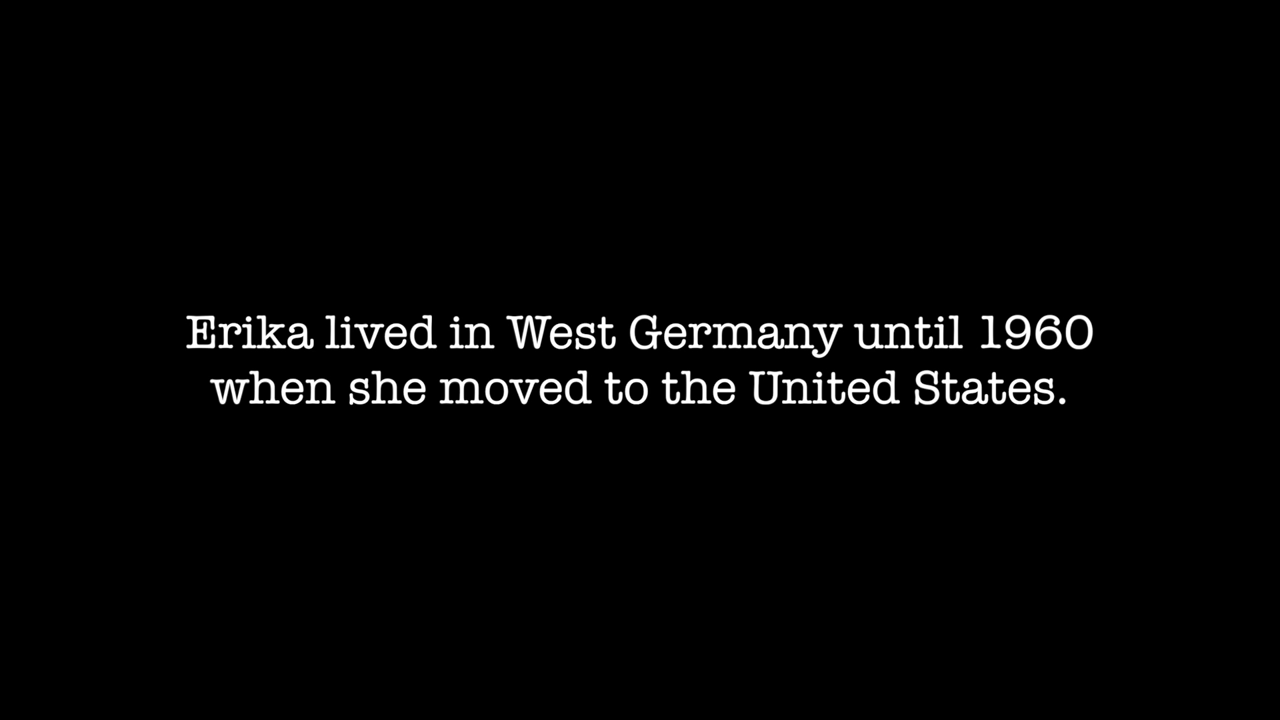 Erika lived in West Germany until 1960
when she moved to the United States.